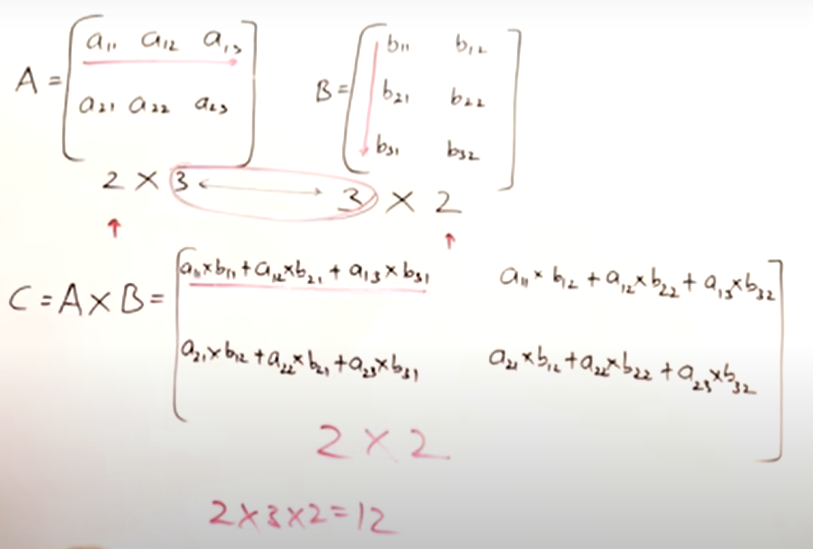 A = [ a₁₁ a₁₂ a₁₃
a₂₁ a₂₂ a₂₃ ]
B = [ b₁₁ b₁₂
b₂₁ b₂₂
b₃₁ b₃₂ ]
2 × 3 ⟷ 3 × 2
↑ ↑
C = A × B = [ a₁₁×b₁₁ + a₁₂×b₂₁ + a₁₃×b₃₁ a₁₁×b₁₂ + a₁₂×b₂₂ + a₁₃×b₃₂
a₂₁×b₁₂ + a₂₂×b₂₁ + a₂₃×b₃₁ a₂₁×b₁₂ + a₂₂×b₂₂ + a₂₃×b₃₂ ]
2 × 2
2×3×2=12